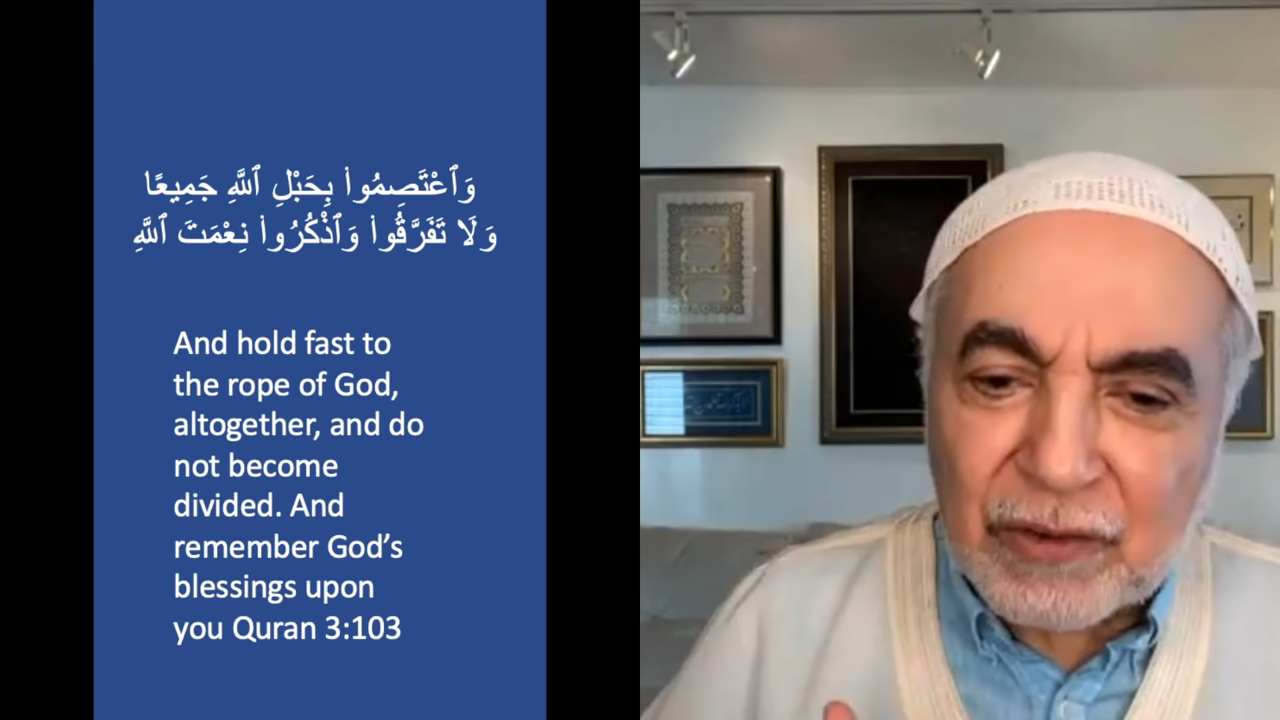 وَٱعْتَصِمُوا۟ بِحَبْلِ ٱللَّهِ جَمِيعًا
وَلَا تَفَرَّقُوا۟ وَٱذْكُرُوا۟ نِعْمَتَ ٱللَّهِ
And hold fast to
the rope of God,
altogether, and do
not become
divided. And
remember God’s
blessings upon
you Quran 3:103